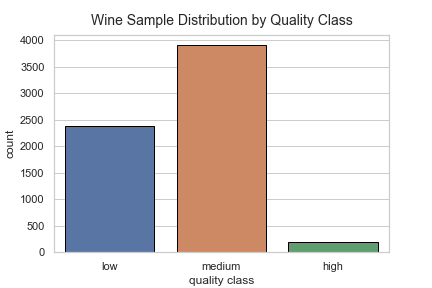 Wine Sample Distribution by Quality Class
4000
3500
3000
2500
2000
1500
1000
500
0
count
low medium high
quality class